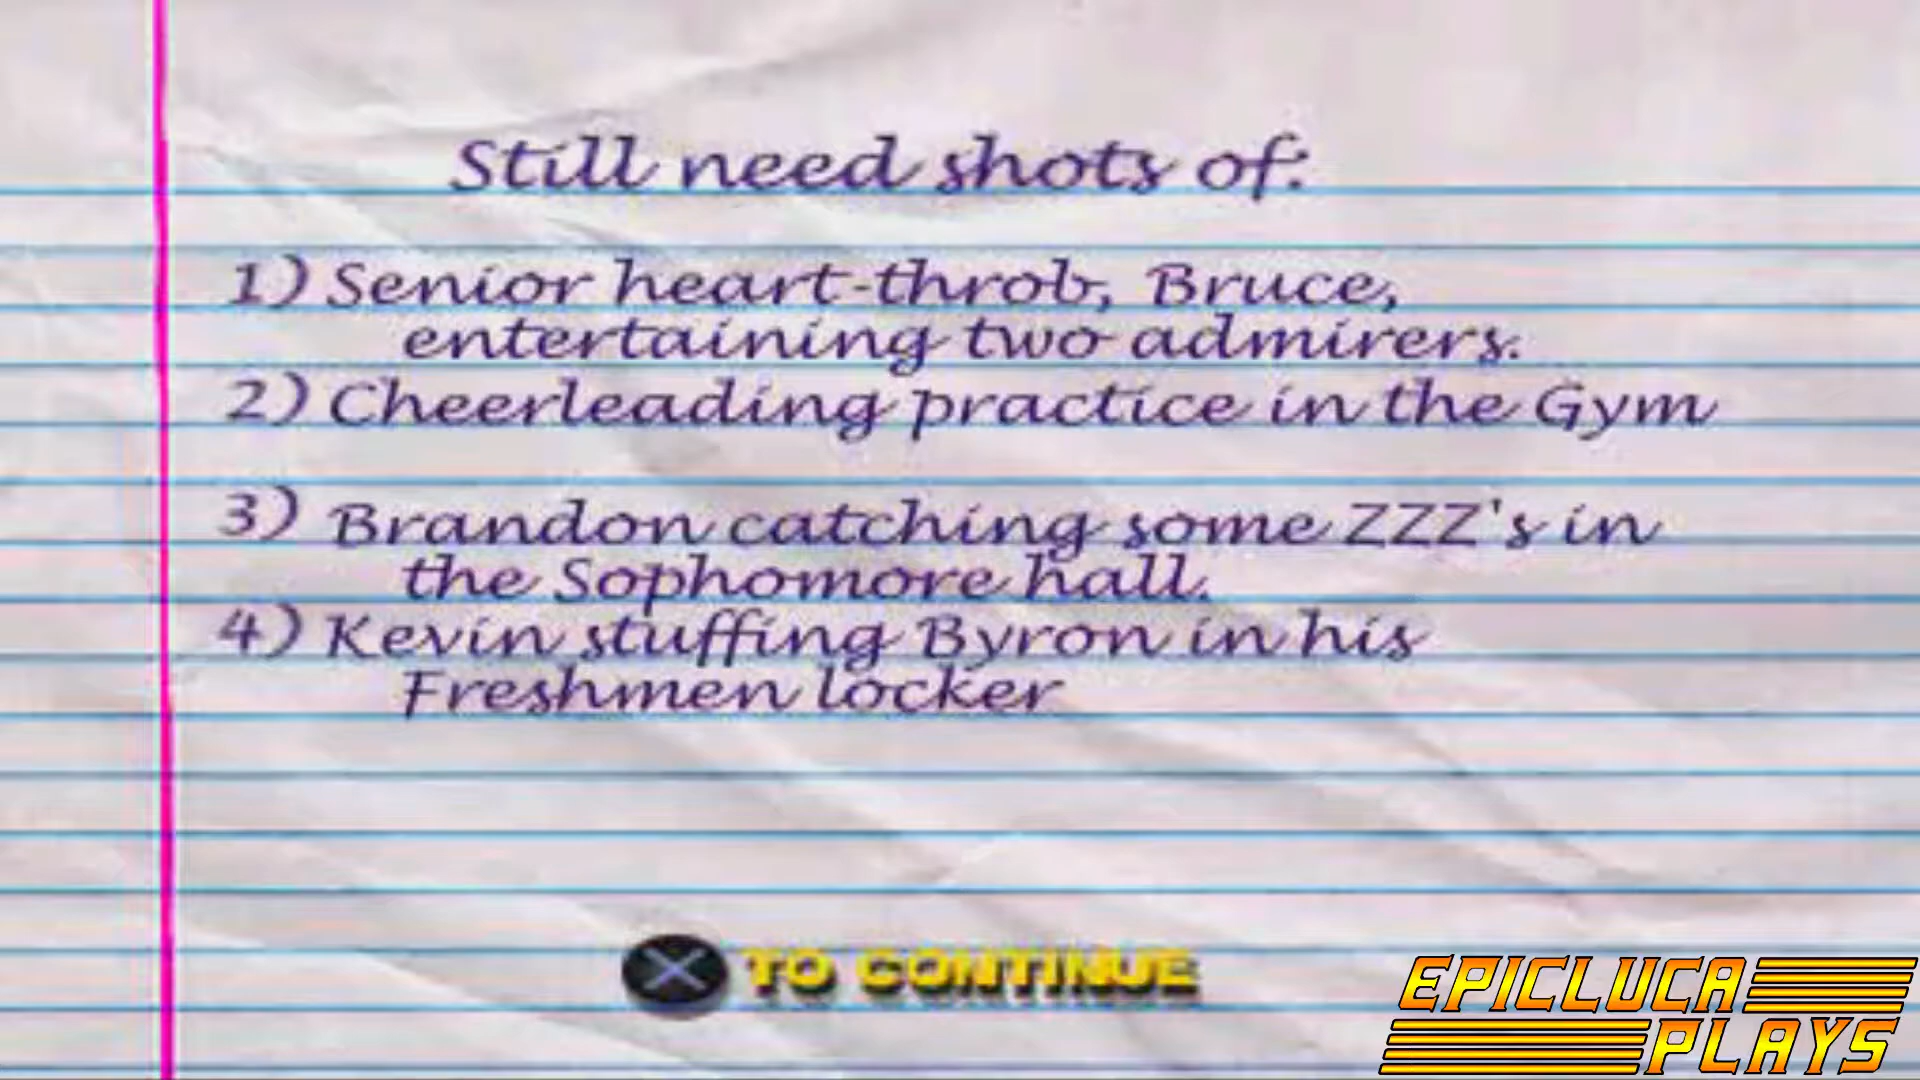 Still need shots of:
1) Senior heart-throb, Bruce,
entertaining two admirers.
2) Cheerleading practice in the Gym
3) Brandon catching some ZZZ's in
the Sophomore hall.
4) Kevin stuffing Byron in his
Freshmen locker
TO CONTINUE
EPICLUCA
PLAYS